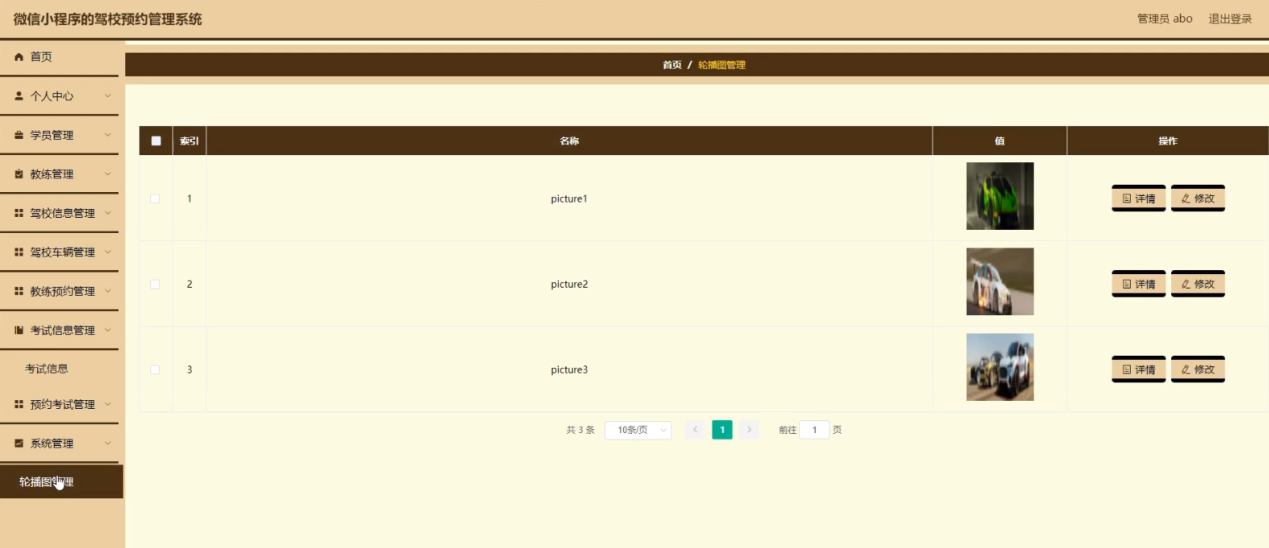 微信小程序的驾校预约管理系统
管理员 abo 退出登录
首页
个人中心
学员管理
教练管理
驾校信息管理
驾校车辆管理
教练预约管理
考试信息管理
考试信息
预约考试管理
系统管理
轮播图管理
首页 / 轮播图管理
索引 名称 值 操作
1 picture1 详情 修改
2 picture2 详情 修改
3 picture3 详情 修改
共 3 条 10条/页 1 前往 1 页